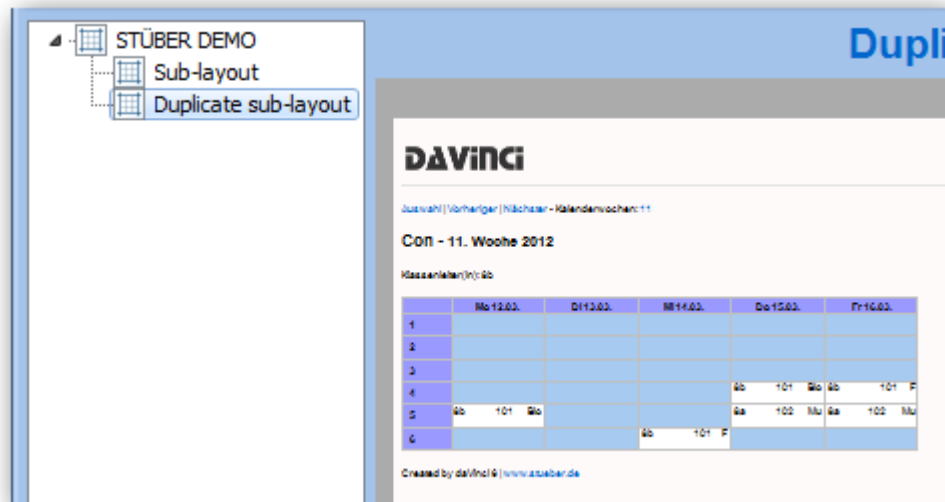 STÜBER DEMO
Sub-layout
Duplicate sub-layout
Dupli
DAViNCi
Auswahl | Vorheriger | Nächster - Kalenderwochen: 11
Con - 11. Woche 2012
Klassenleiter(in): 6b
Mo 12.03. Di 13.03. Mi 14.03. Do 15.03. Fr 16.03.
1
2
3
4 6b 101 Bio 6b 101 F
5 6b 101 Bio 6a 102 Mu 6a 102 Mu
6 6b 101 F
Created by daVinci 6 | www.stueber.de